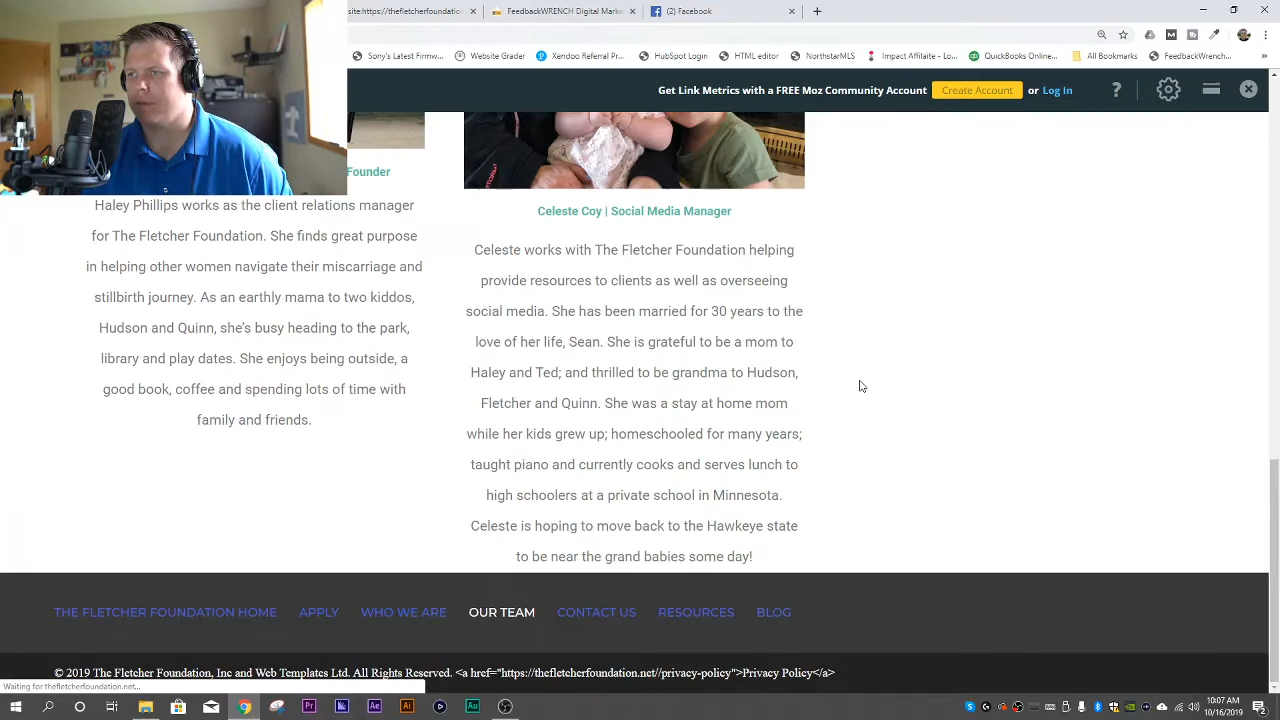 site:https://thefletcherfoundation
FeedbackWRENCH Digital Marks
(2) Facebook
Sony's Latest Firmw...
Website Grader
Xendoo Referral Pr...
HubSpot Login
HTML editor
NorthstarMLS
Impact Affilaite - Lo...
QuickBooks Online...
All Bookmarks
FeedbackWrench...
Get Link Metrics with a FREE Moz Community Account
Create Account
or Log In
Founder
Haley Phillips works as the client relations manager
for The Fletcher Foundation. She finds great purpose
in helping other women navigate their miscarriage and
stillbirth journey. As an earthly mama to two kiddos,
Hudson and Quinn, she's busy heading to the park,
library and play dates. She enjoys being outside, a
good book, coffee and spending lots of time with
family and friends.
Celeste Coy | Social Media Manager
Celeste works with The Fletcher Foundation helping
provide resources to clients as well as overseeing
social media. She has been married for 30 years to the
love of her life, Sean. She is grateful to be a mom to
Haley and Ted; and thrilled to be grandma to Hudson,
Fletcher and Quinn. She was a stay at home mom
while her kids grew up; homeschooled for many years;
taught piano and currently cooks and serves lunch to
high schoolers at a private school in Minnesota.
Celeste is hoping to move back to the Hawkeye state
to be near the grand babies some day!
THE FLETCHER FOUNDATION HOME APPLY WHO WE ARE OUR TEAM CONTACT US RESOURCES BLOG
© 2019 The Fletcher Foundation, Inc and Web Templates Ltd. All Rights Reserved. <a href="https://thefletcherfoundation.net//privacy-policy">Privacy Policy</a>
Waiting for thefletcherfoundation.net...
10:07 AM
10/16/2019